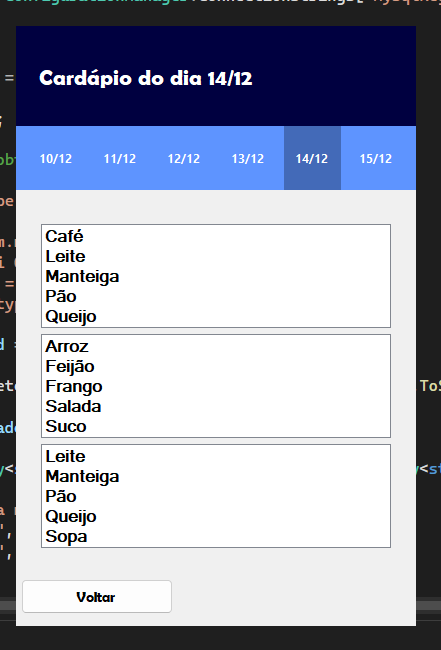 Cardápio do dia 14/12
10/12 11/12 12/12 13/12 14/12 15/12
Café
Leite
Manteiga
Pão
Queijo
Arroz
Feijão
Frango
Salada
Suco
Leite
Manteiga
Pão
Queijo
Sopa
Voltar